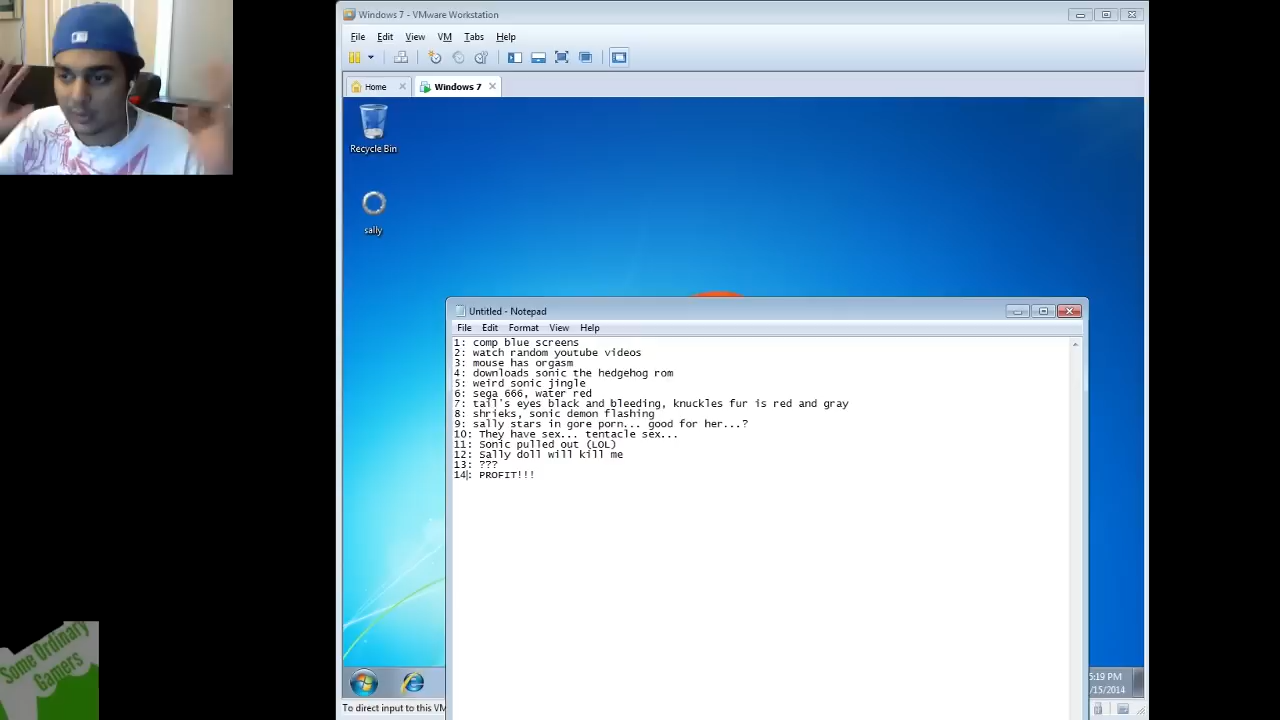 Windows 7 - VMware Workstation
File Edit View VM Tabs Help
Home
Windows 7
Recycle Bin
sally
Untitled - Notepad
File Edit Format View Help
1: comp blue screens
2: watch random youtube videos
3: mouse has orgasm
4: downloads sonic the hedgehog rom
5: weird sonic jingle
6: sega 666, water red
7: tail's eyes black and bleeding, knuckles fur is red and gray
8: shrieks, sonic demon flashing
9: sally stars in gore porn... good for her...?
10: They have sex... tentacle sex...
11: Sonic pulled out (LOL)
12: Sally doll will kill me
13: ???
14: PROFIT!!!
Some Ordinary
Gamers
5:19 PM
/15/2014
To direct input to this VM